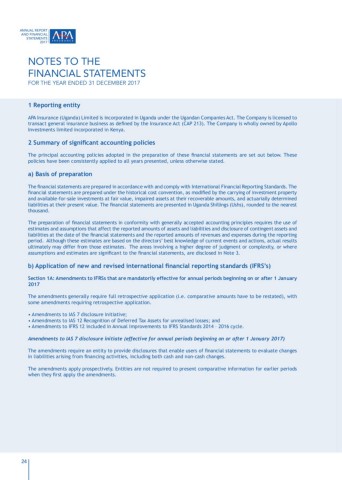 ANNUAL REPORT
AND FINANCIAL
STATEMENTS
2017
APA
INSURANCE
NOTES TO THE
FINANCIAL STATEMENTS
FOR THE YEAR ENDED 31 DECEMBER 2017
1 Reporting entity
APA Insurance (Uganda) Limited is incorporated in Uganda under the Ugandan Companies Act. The Company is licensed to
transact general insurance business as defined by the Insurance Act (CAP 213). The Company is wholly owned by Apollo
Investments limited incorporated in Kenya.
2 Summary of significant accounting policies
The principal accounting policies adopted in the preparation of these financial statements are set out below. These
policies have been consistently applied to all years presented, unless otherwise stated.
a) Basis of preparation
The financial statements are prepared in accordance with and comply with International Financial Reporting Standards. The
financial statements are prepared under the historical cost convention, as modified by the carrying of investment property
and available-for-sale investments at fair value, impaired assets at their recoverable amounts, and actuarially determined
liabilities at their present value. The financial statements are presented in Uganda Shillings (Ushs), rounded to the nearest
thousand.
The preparation of financial statements in conformity with generally accepted accounting principles requires the use of
estimates and assumptions that affect the reported amounts of assets and liabilities and disclosure of contingent assets and
liabilities at the date of the financial statements and the reported amounts of revenues and expenses during the reporting
period. Although these estimates are based on the directors' best knowledge of current events and actions, actual results
ultimately may differ from those estimates. The areas involving a higher degree of judgment or complexity, or where
assumptions and estimates are significant to the financial statements, are disclosed in Note 3.
b) Application of new and revised international financial reporting standards (IFRS's)
Section 1A: Amendments to IFRSs that are mandatorily effective for annual periods beginning on or after 1 January
2017
The amendments generally require full retrospective application (i.e. comparative amounts have to be restated), with
some amendments requiring retrospective application.
• Amendments to IAS 7 disclosure initiative;
• Amendments to IAS 12 Recognition of Deferred Tax Assets for unrealised losses; and
• Amendments to IFRS 12 included in Annual Improvements to IFRS Standards 2014 - 2016 cycle.
Amendments to IAS 7 disclosure initiate (effective for annual periods beginning on or after 1 January 2017)
The amendments require an entity to provide disclosures that enable users of financial statements to evaluate changes
in liabilities arising from financing activities, including both cash and non-cash changes.
The amendments apply prospectively. Entities are not required to present comparative information for earlier periods
when they first apply the amendments.
24